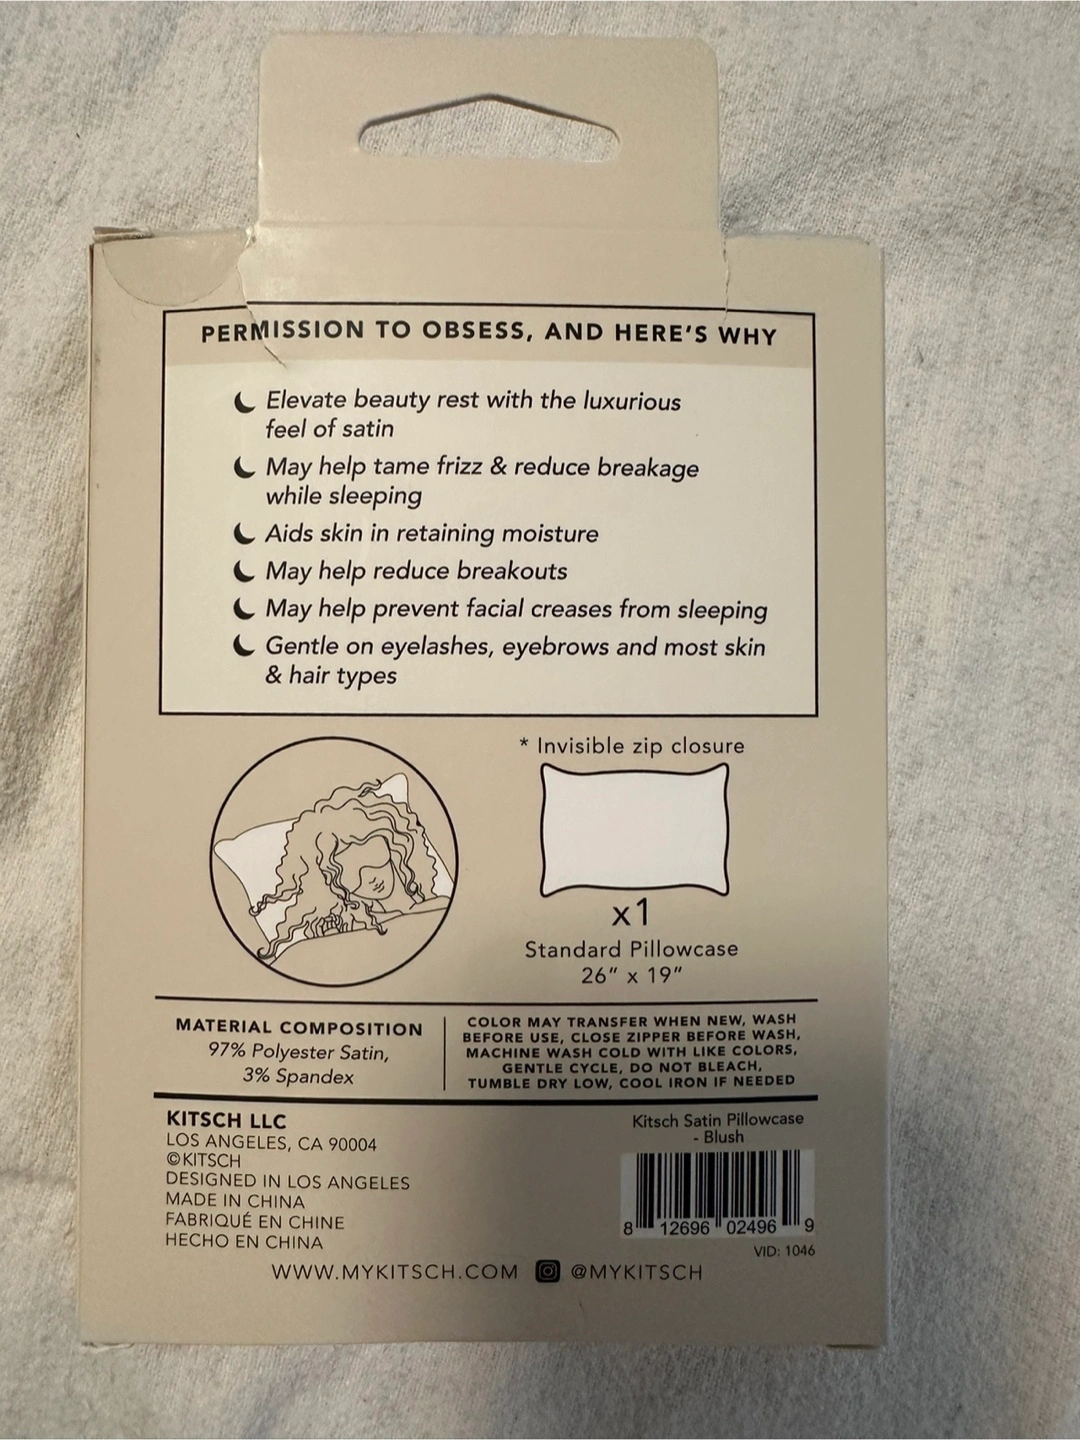 PERMISSION TO OBSESS, AND HERE'S WHY
Elevate beauty rest with the luxurious
feel of satin
May help tame frizz & reduce breakage
while sleeping
Aids skin in retaining moisture
May help reduce breakouts
May help prevent facial creases from sleeping
Gentle on eyelashes, eyebrows and most skin
& hair types
* Invisible zip closure
x1
Standard Pillowcase
26" x 19"
MATERIAL COMPOSITION
97% Polyester Satin,
3% Spandex
COLOR MAY TRANSFER WHEN NEW, WASH
BEFORE USE, CLOSE ZIPPER BEFORE WASH,
MACHINE WASH COLD WITH LIKE COLORS,
GENTLE CYCLE, DO NOT BLEACH,
TUMBLE DRY LOW, COOL IRON IF NEEDED
KITSCH LLC
LOS ANGELES, CA 90004
©KITSCH
DESIGNED IN LOS ANGELES
MADE IN CHINA
FABRIQUÉ EN CHINE
HECHO EN CHINA
Kitsch Satin Pillowcase
- Blush
8 12696 02496 9
VID: 1046
WWW.MYKITSCH.COM @MYKITSCH